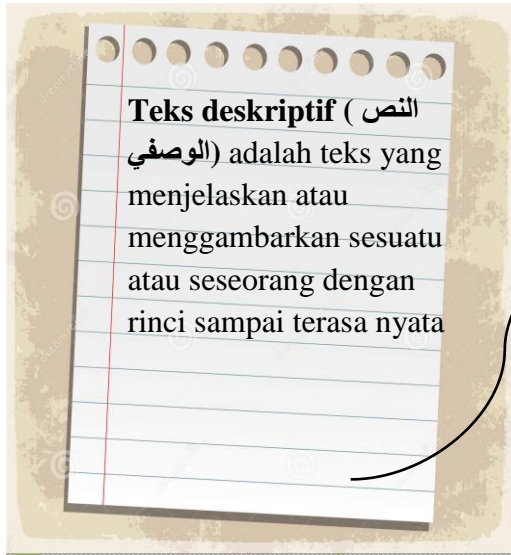 Teks deskriptif ( النص
الوصفي) adalah teks yang
menjelaskan atau
menggambarkan sesuatu
atau seseorang dengan
rinci sampai terasa nyata